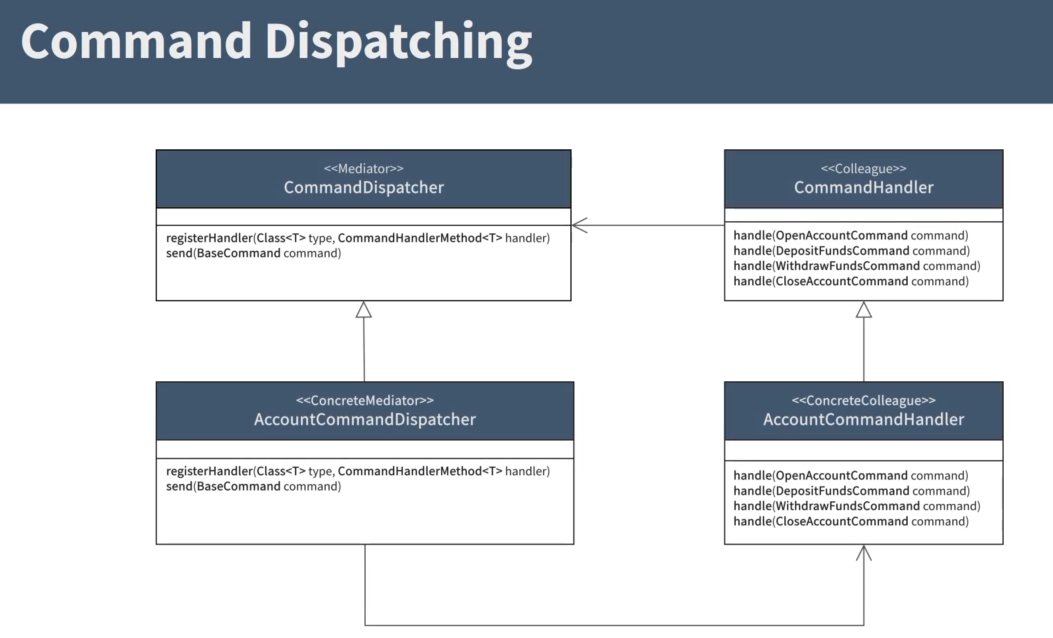 Command Dispatching
<<Mediator>>
CommandDispatcher
registerHandler(Class<T> type, CommandHandlerMethod<T> handler)
send(BaseCommand command)
<<Colleague>>
CommandHandler
handle(OpenAccountCommand command)
handle(DepositFundsCommand command)
handle(WithdrawFundsCommand command)
handle(CloseAccountCommand command)
<<ConcreteMediator>>
AccountCommandDispatcher
registerHandler(Class<T> type, CommandHandlerMethod<T> handler)
send(BaseCommand command)
<<ConcreteColleague>>
AccountCommandHandler
handle(OpenAccountCommand command)
handle(DepositFundsCommand command)
handle(WithdrawFundsCommand command)
handle(CloseAccountCommand command)